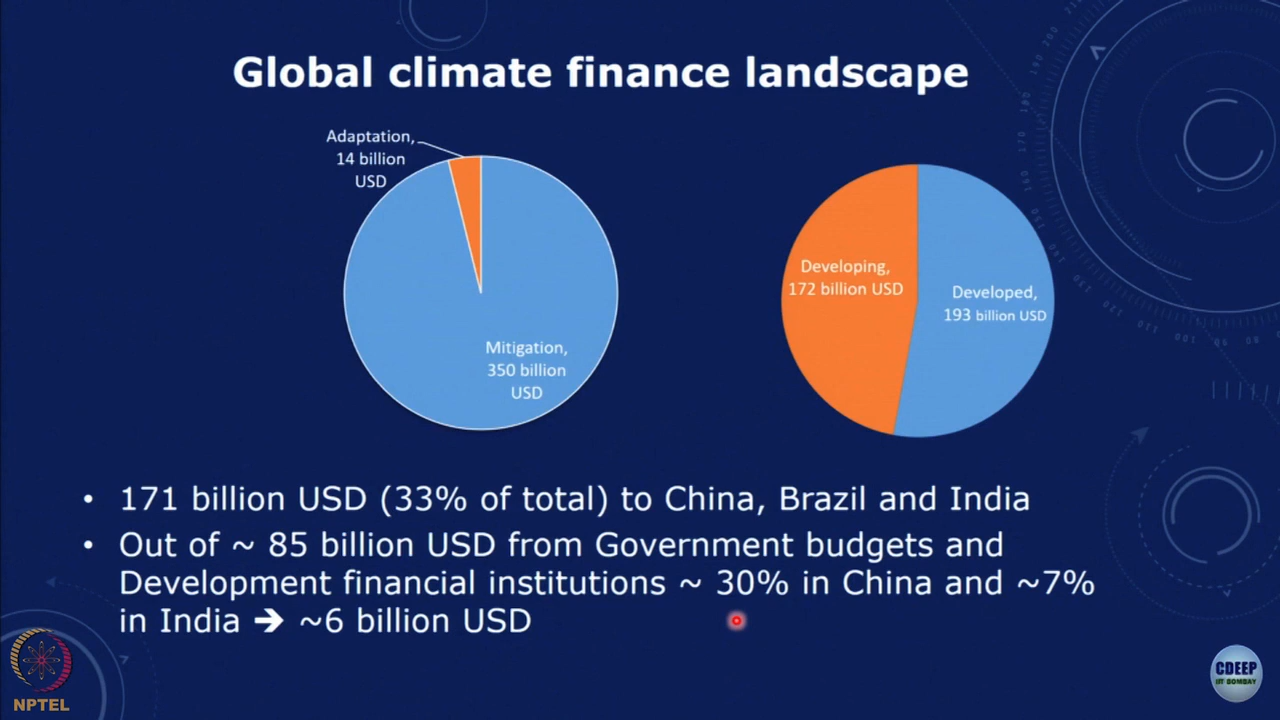 Global climate finance landscape
Adaptation,
14 billion
USD
Mitigation,
350 billion
USD
Developing,
172 billion USD
Developed,
193 billion USD
• 171 billion USD (33% of total) to China, Brazil and India
• Out of ~ 85 billion USD from Government budgets and
Development financial institutions ~ 30% in China and ~7%
in India ➔ ~6 billion USD
NPTEL
CDEEP
IIT BOMBAY